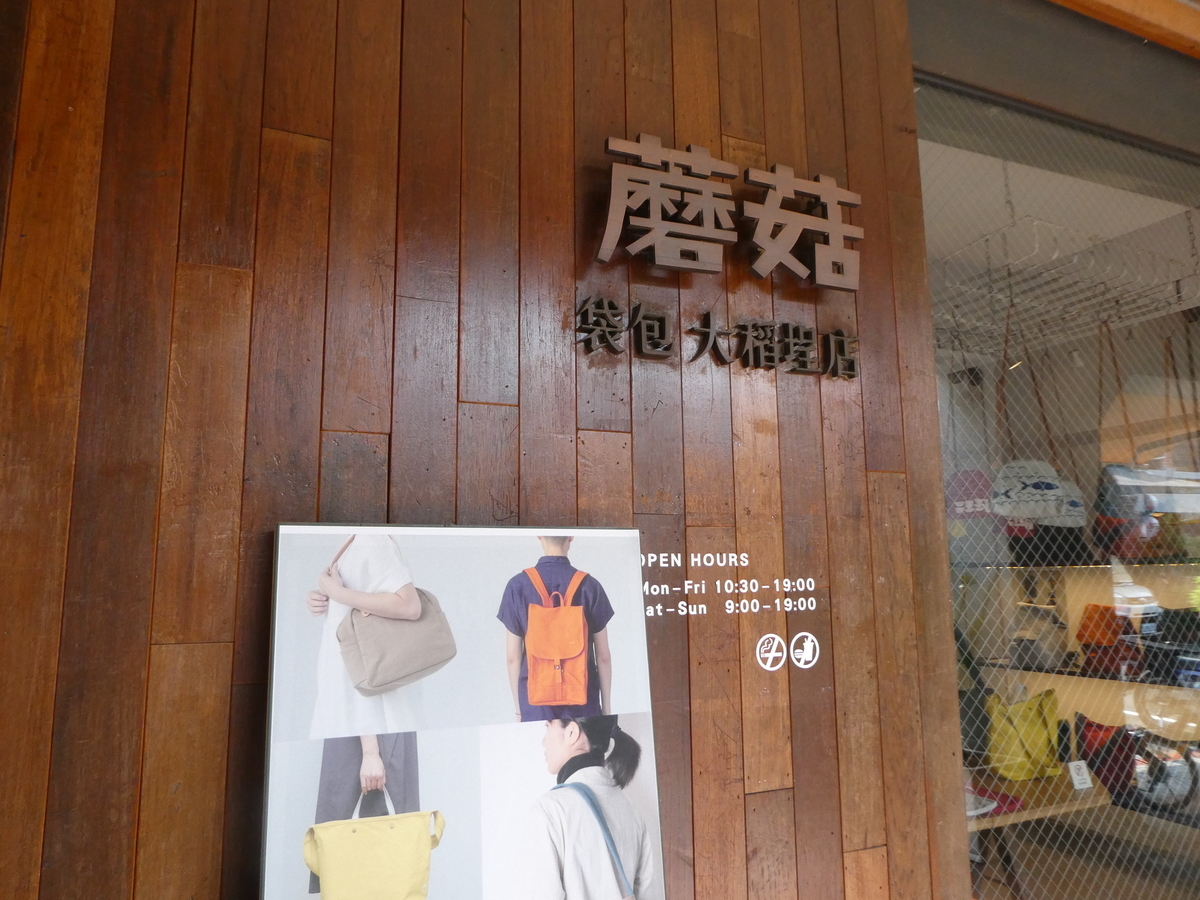 蘑菇
袋包 大稻埕店
OPEN HOURS
Mon-Fri 10:30-19:00
Sat-Sun 9:00-19:00